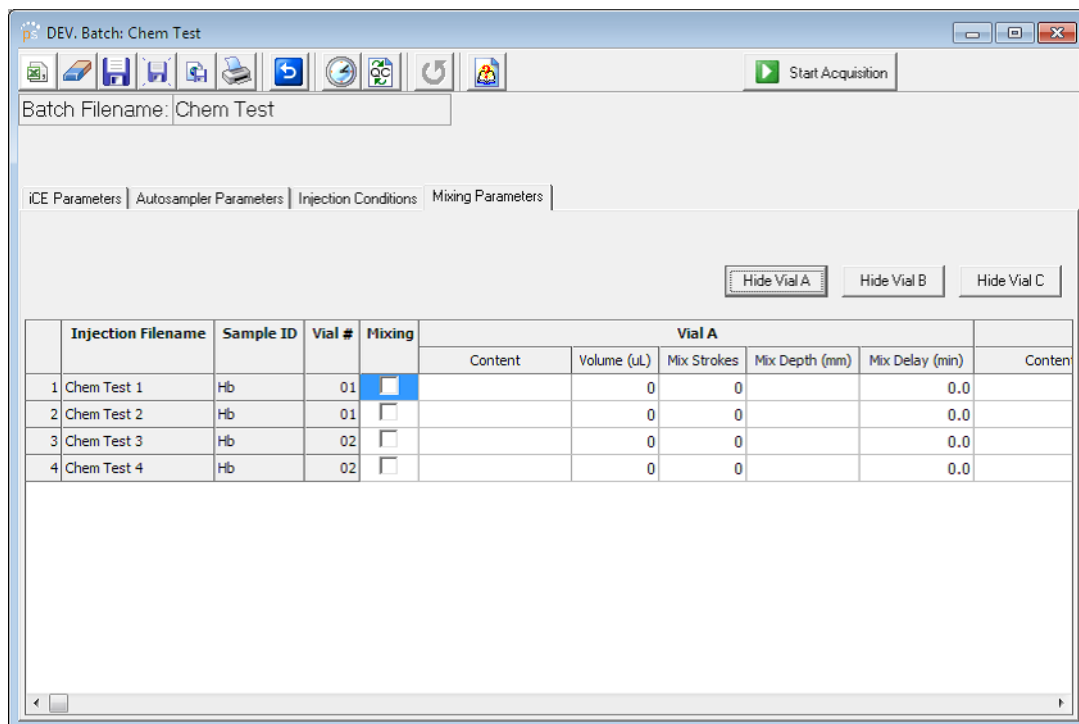 DEV. Batch: Chem Test
Start Acquisition
Batch Filename: Chem Test
iCE Parameters Autosampler Parameters Injection Conditions Mixing Parameters
Hide Vial A Hide Vial B Hide Vial C
Injection Filename Sample ID Vial # Mixing Vial A
Content Volume (uL) Mix Strokes Mix Depth (mm) Mix Delay (min) Conten
1 Chem Test 1 Hb 01 0 0 0.0
2 Chem Test 2 Hb 01 0 0 0.0
3 Chem Test 3 Hb 02 0 0 0.0
4 Chem Test 4 Hb 02 0 0 0.0